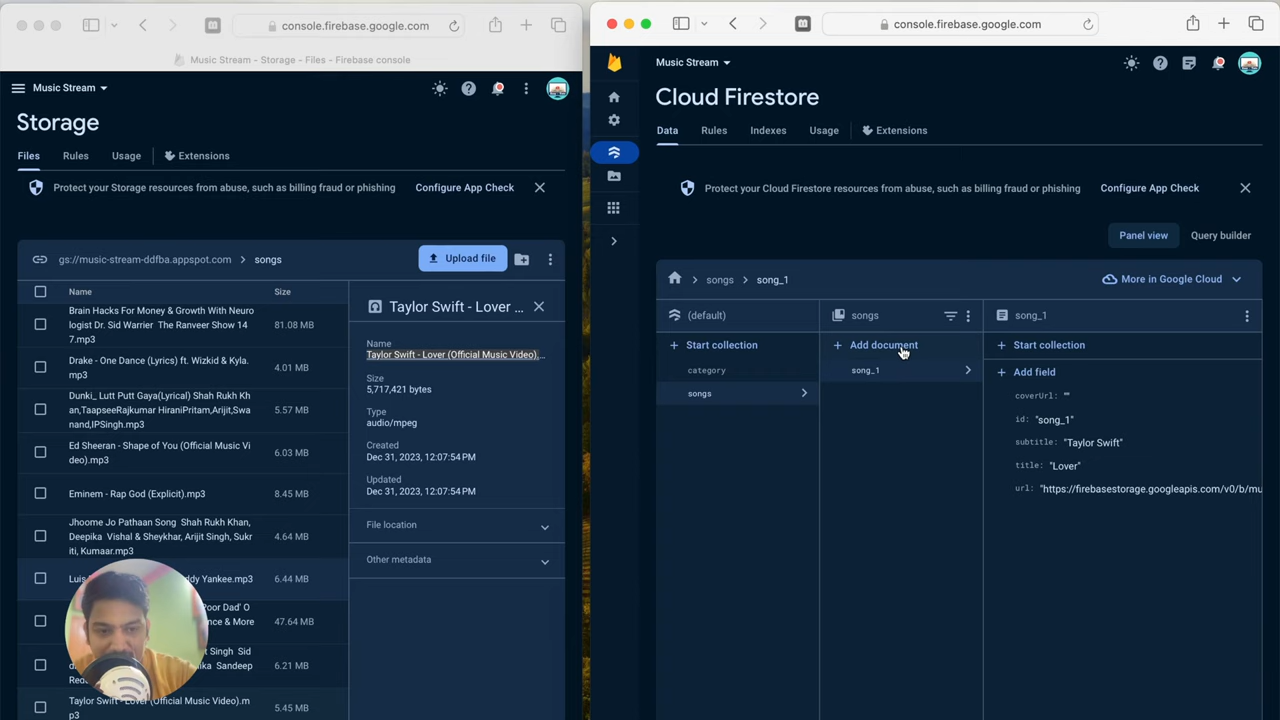 console.firebase.google.com
Music Stream - Storage - Files - Firebase console
Music Stream
Storage
Files Rules Usage Extensions
Protect your Storage resources from abuse, such as billing fraud or phishing Configure App Check
gs://music-stream-ddfba.appspot.com songs Upload file
Name Size
Brain Hacks For Money & Growth With Neuro
logist Dr. Sid Warrier The Ranveer Show 14
7.mp3
81.08 MB
Drake - One Dance (Lyrics) ft. Wizkid & Kyla.
mp3
4.01 MB
Dunki_ Lutt Putt Gaya(Lyrical) Shah Rukh Kh
an,TaapseeRajkumar HiraniPritam,Arijit,Swa
nand,IPSingh.mp3
5.57 MB
Ed Sheeran - Shape of You (Official Music Vi
deo).mp3
6.03 MB
Eminem - Rap God (Explicit).mp3
8.45 MB
Jhoome Jo Pathaan Song Shah Rukh Khan,
Deepika Vishal & Sheykhar, Arijit Singh, Sukr
iti, Kumaar.mp3
4.64 MB
Luis ddy Yankee.mp3
6.44 MB
Poor Dad' O
ance & More
47.64 MB
t Singh Sid
ika Sandeep
Red
6.21 MB
Taylor Swift - Lover (Official Music Video).m
p3
5.45 MB
Taylor Swift - Lover ...
Name
Taylor Swift - Lover (Official Music Video)....
Size
5,717,421 bytes
Type
audio/mpeg
Created
Dec 31, 2023, 12:07:54 PM
Updated
Dec 31, 2023, 12:07:54 PM
File location
Other metadata
console.firebase.google.com
Music Stream
Cloud Firestore
Data Rules Indexes Usage Extensions
Protect your Cloud Firestore resources from abuse, such as billing fraud or phishing Configure App Check
Panel view Query builder
songs song_1 More in Google Cloud
(default)
Start collection
category
songs
songs
Add document
song_1
song_1
Start collection
Add field
coverUrl: ""
id: "song_1"
subtitle: "Taylor Swift"
title: "Lover"
url: "https://firebasestorage.googleapis.com/v0/b/mu